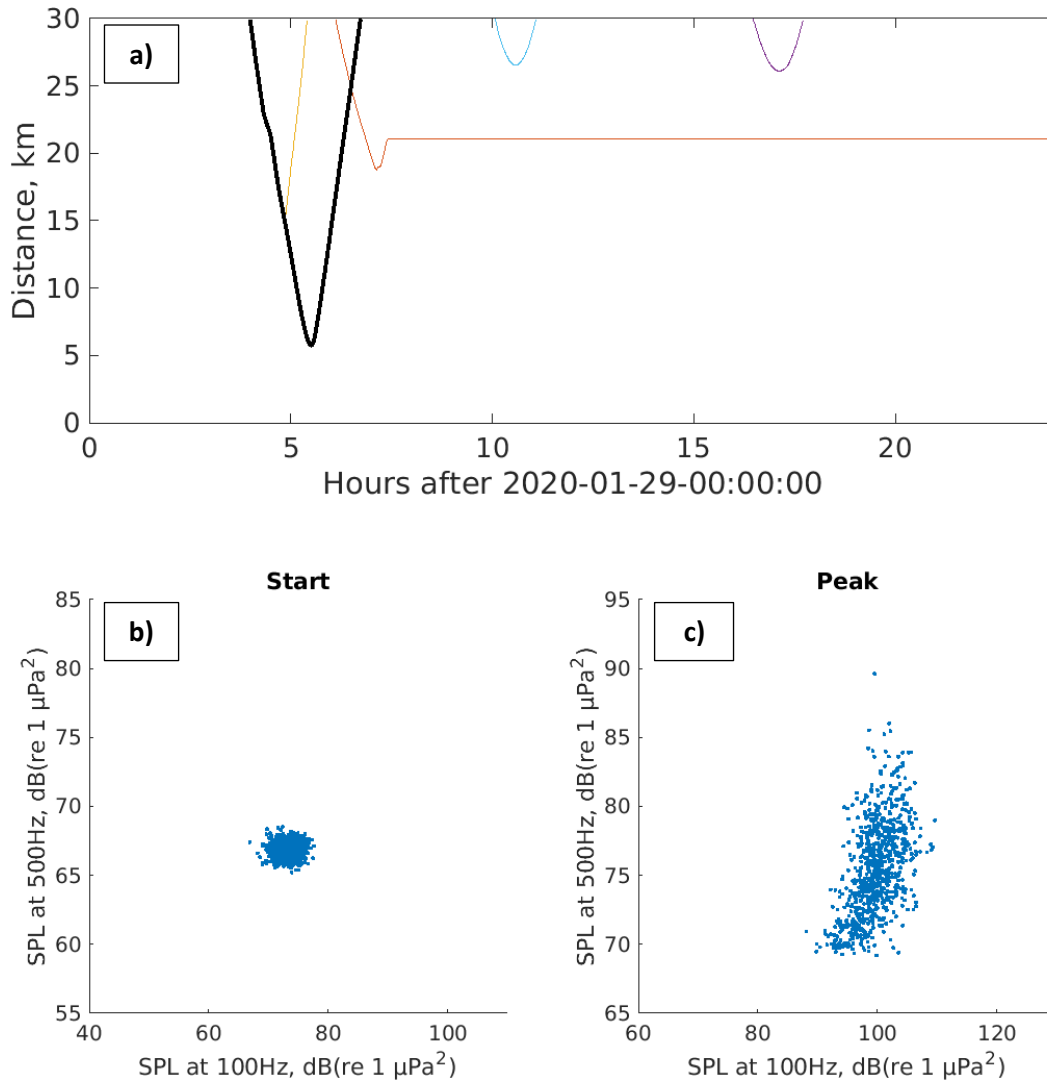 a)
30
25
20
15
10
5
0
Distance, km
0 5 10 15 20
Hours after 2020-01-29-00:00:00
Start
b)
85
80
75
70
65
60
55
SPL at 500Hz, dB(re 1 µPa²)
40 60 80 100
SPL at 100Hz, dB(re 1 µPa²)
Peak
c)
95
90
85
80
75
70
65
SPL at 500Hz, dB(re 1 µPa²)
60 80 100 120
SPL at 100Hz, dB(re 1 µPa²)